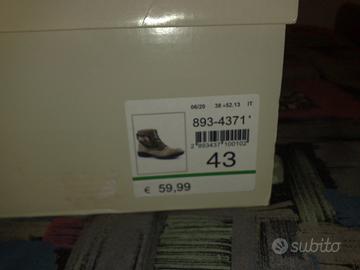 06/20 38 =52,13 IT
893-4371*
2 893437 100102
43
€ 59,99
subito